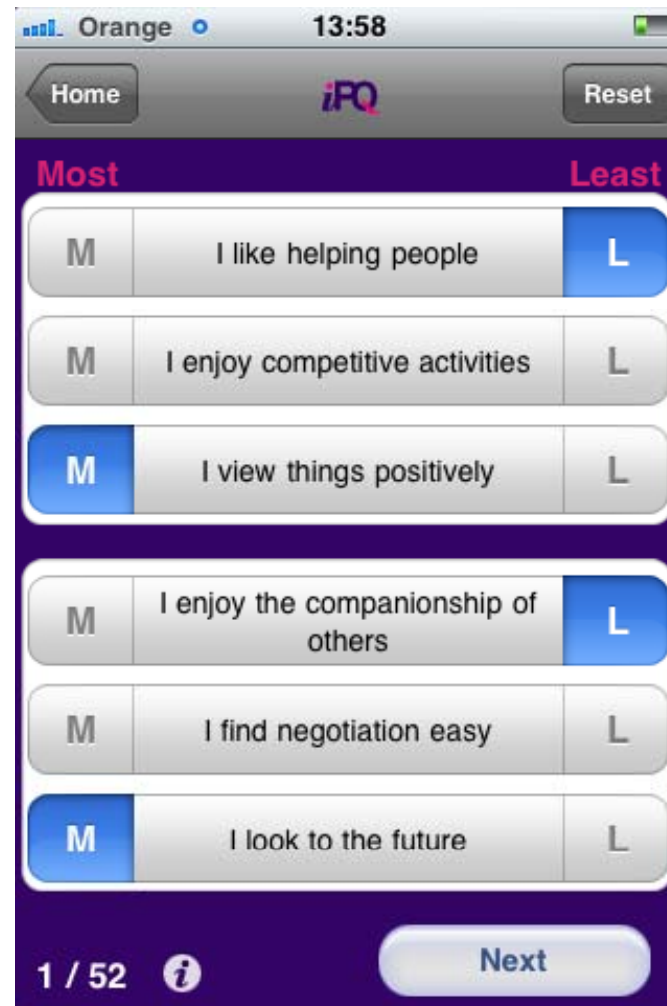 Orange 13:58
Home iPQ Reset
Most Least
M I like helping people L
M I enjoy competitive activities L
M I view things positively L
M I enjoy the companionship of
others L
M I find negotiation easy L
M I look to the future L
1 / 52 i Next